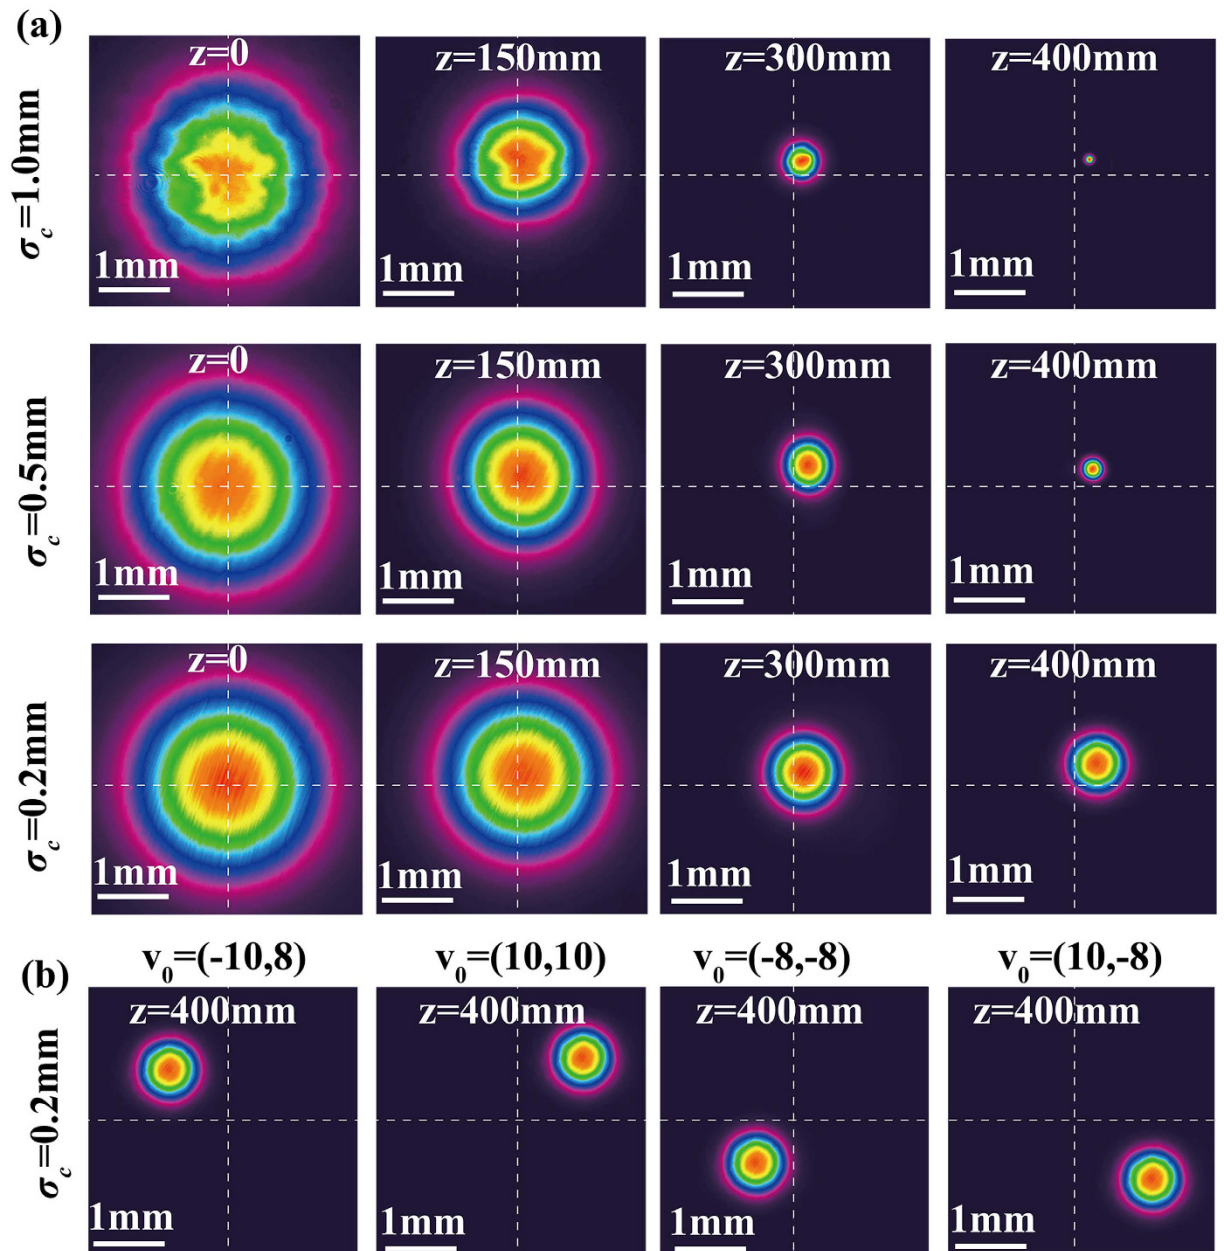 (a)
σc=1.0mm
z=0
z=150mm
z=300mm
z=400mm
1mm
1mm
1mm
1mm
σc=0.5mm
z=0
z=150mm
z=300mm
z=400mm
1mm
1mm
1mm
1mm
σc=0.2mm
z=0
z=150mm
z=300mm
z=400mm
1mm
1mm
1mm
1mm
(b)
v0=(-10,8)
v0=(10,10)
v0=(-8,-8)
v0=(10,-8)
σc=0.2mm
z=400mm
z=400mm
z=400mm
z=400mm
1mm
1mm
1mm
1mm